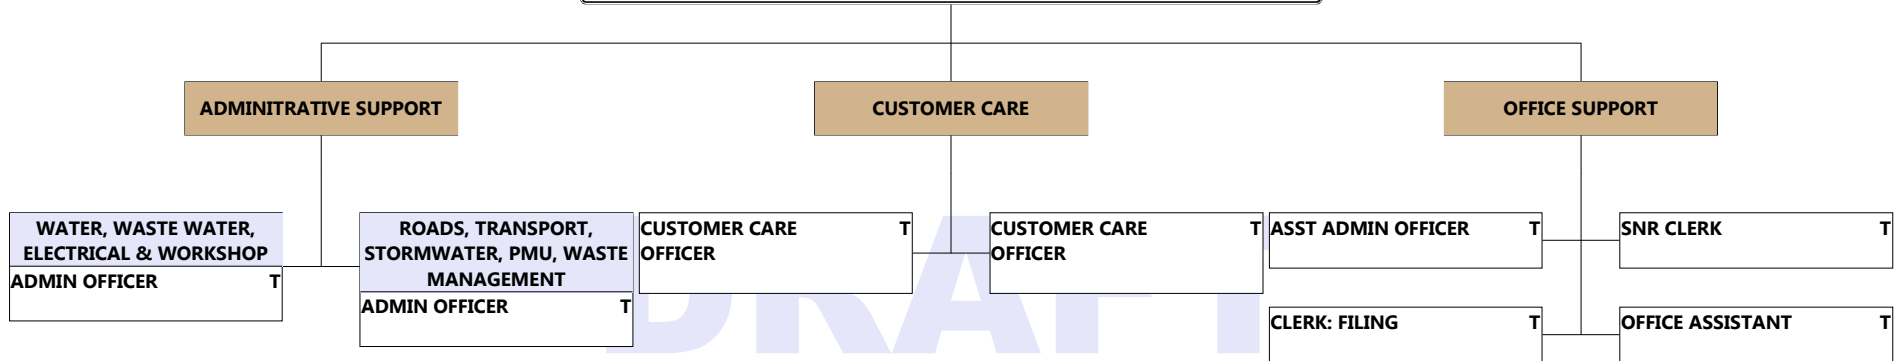 ADMINITRATIVE SUPPORT
CUSTOMER CARE
OFFICE SUPPORT
WATER, WASTE WATER,
ELECTRICAL & WORKSHOP
ADMIN OFFICER T
ROADS, TRANSPORT,
STORMWATER, PMU, WASTE
MANAGEMENT
ADMIN OFFICER T
CUSTOMER CARE T
OFFICER
CUSTOMER CARE T
OFFICER
ASST ADMIN OFFICER T
SNR CLERK T
CLERK: FILING T
OFFICE ASSISTANT T
DRAFT